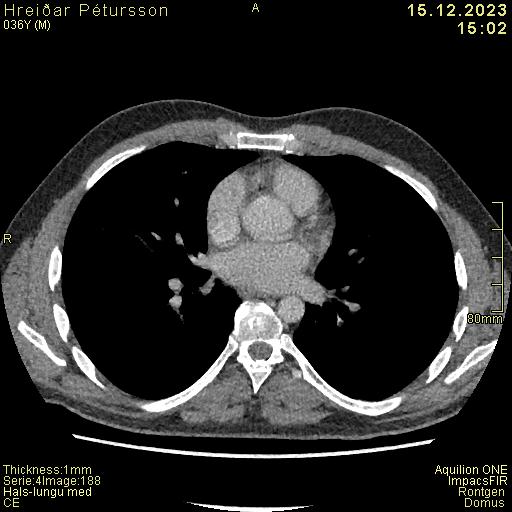 Hreiðar Pétursson
036Y (M)
A
15.12.2023
15:02
R
80mm
Thickness:1mm
Serie:4Image:188
Hals-lungu med
CE
Aquilion ONE
ImpacsFIR
Rontgen
Domus